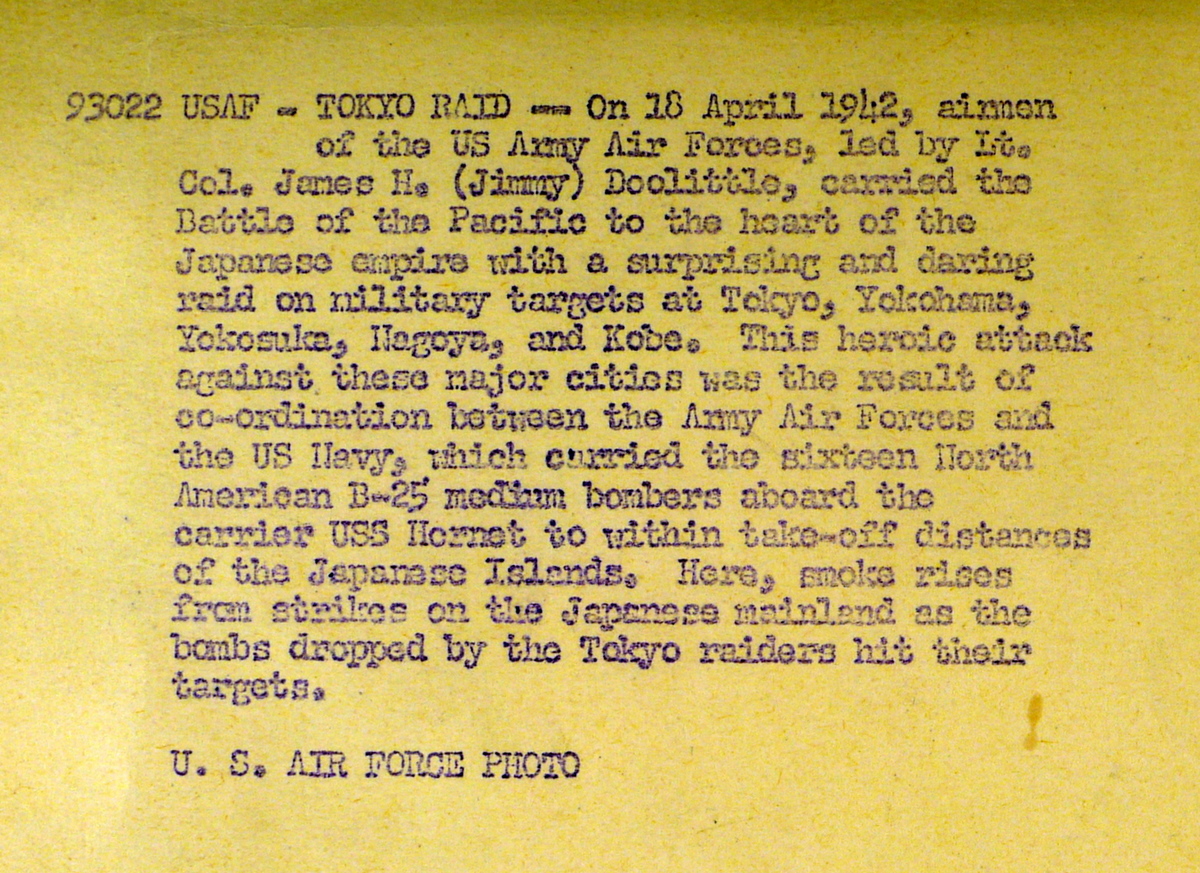 93022 USAF - TOKYO RAID -- On 18 April 1942, airmen
of the US Army Air Forces, led by Lt.
Col. James H. (Jimmy) Doolittle, carried the
Battle of the Pacific to the heart of the
Japanese empire with a surprising and daring
raid on military targets at Tokyo, Yokohama,
Yokosuka, Nagoya, and Kobe.  This heroic attack
against these major cities was the result of
co-ordination between the Army Air Forces and
the US Navy, which carried the sixteen North
American B-25 medium bombers aboard the
carrier USS Hornet to within take-off distances
of the Japanese Islands.  Here, smoke rises
from strikes on the Japanese mainland as the
bombs dropped by the Tokyo raiders hit their
targets.
U. S. AIR FORCE PHOTO